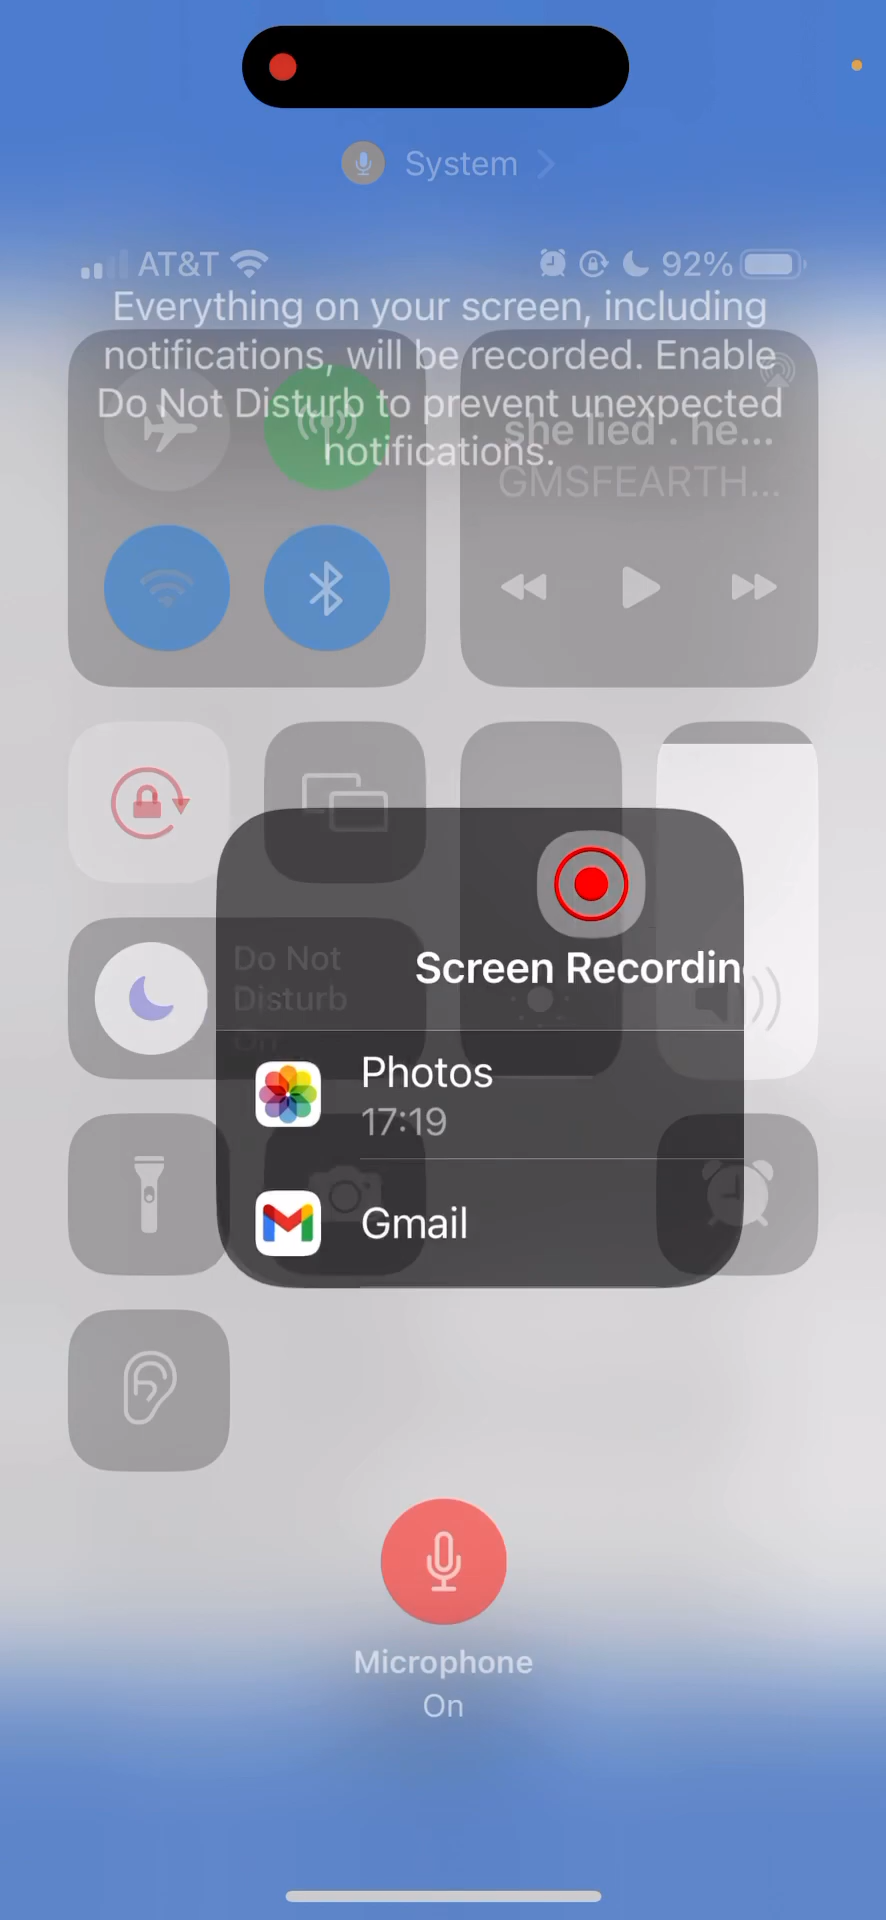 System
AT&T
92%
Everything on your screen, including
notifications, will be recorded. Enable
Do Not Disturb to prevent unexpected
notifications.
she lied . he...
GMSFEARTH...
Screen Recordin
Do Not
Disturb
On
Photos
17:19
Gmail
Microphone
On